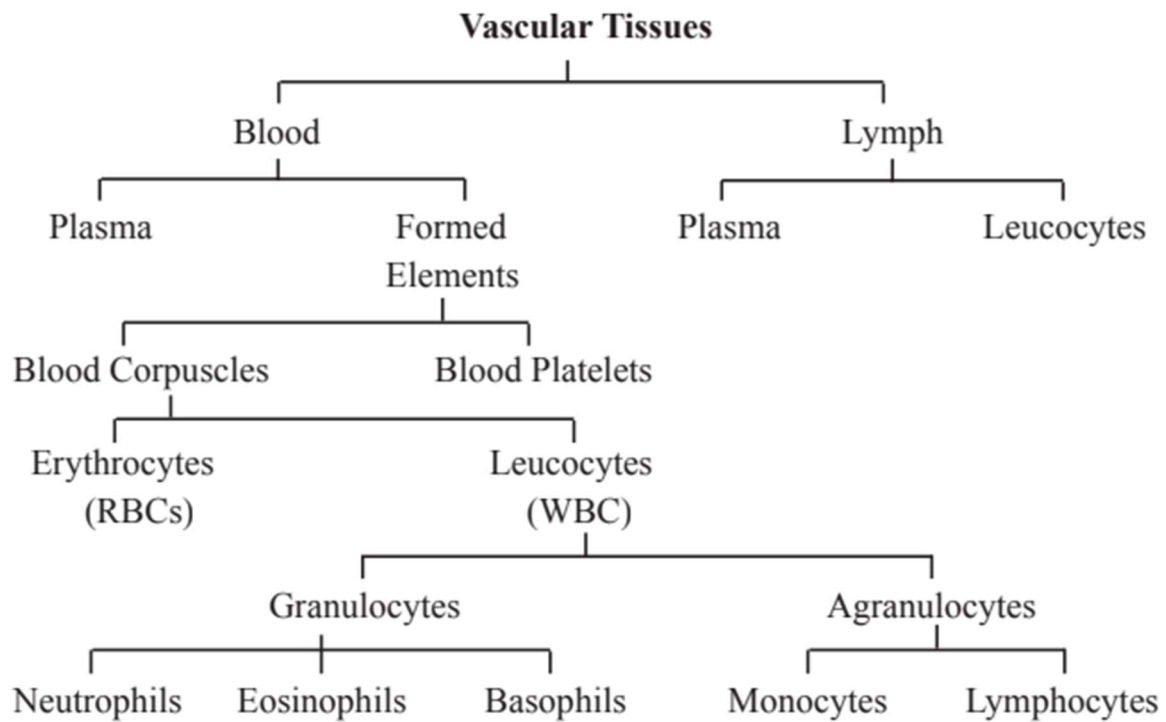 Vascular Tissues
Blood
Lymph
Plasma
Formed
Elements
Plasma
Leucocytes
Blood Corpuscles
Blood Platelets
Erythrocytes
(RBCs)
Leucocytes
(WBC)
Granulocytes
Agranulocytes
Neutrophils
Eosinophils
Basophils
Monocytes
Lymphocytes